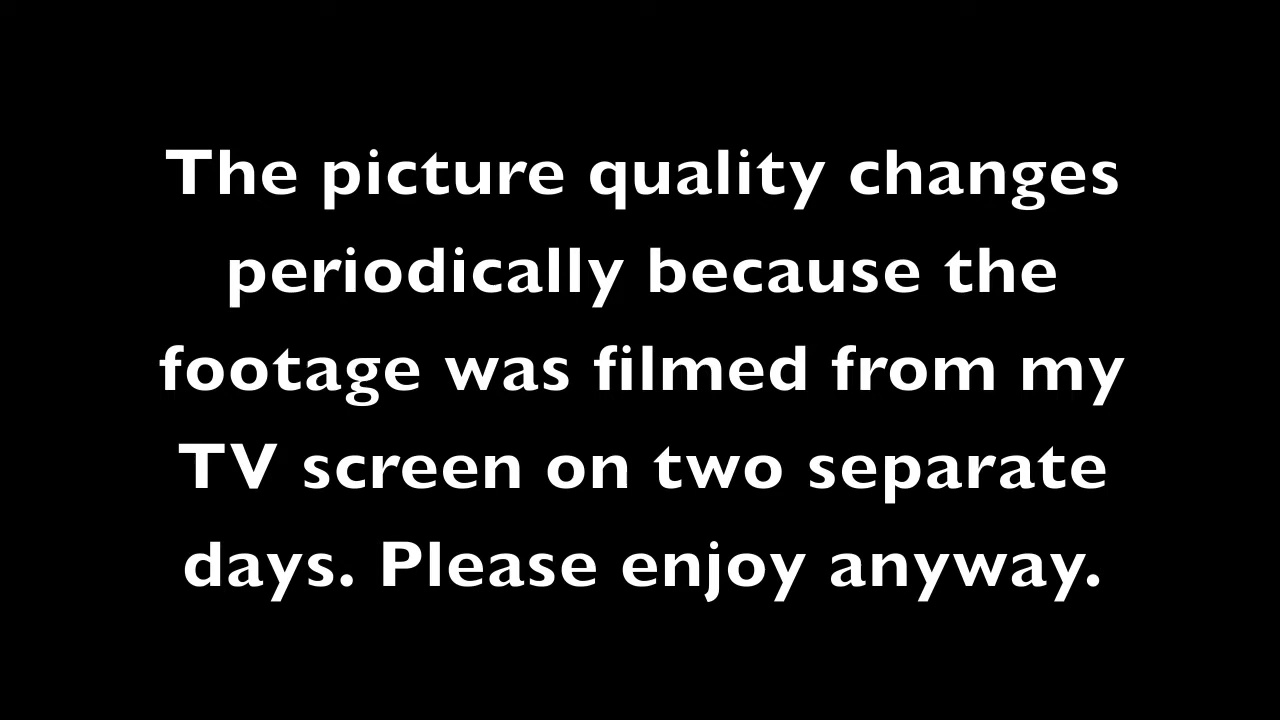 The picture quality changes
periodically because the
footage was filmed from my
TV screen on two separate
days. Please enjoy anyway.